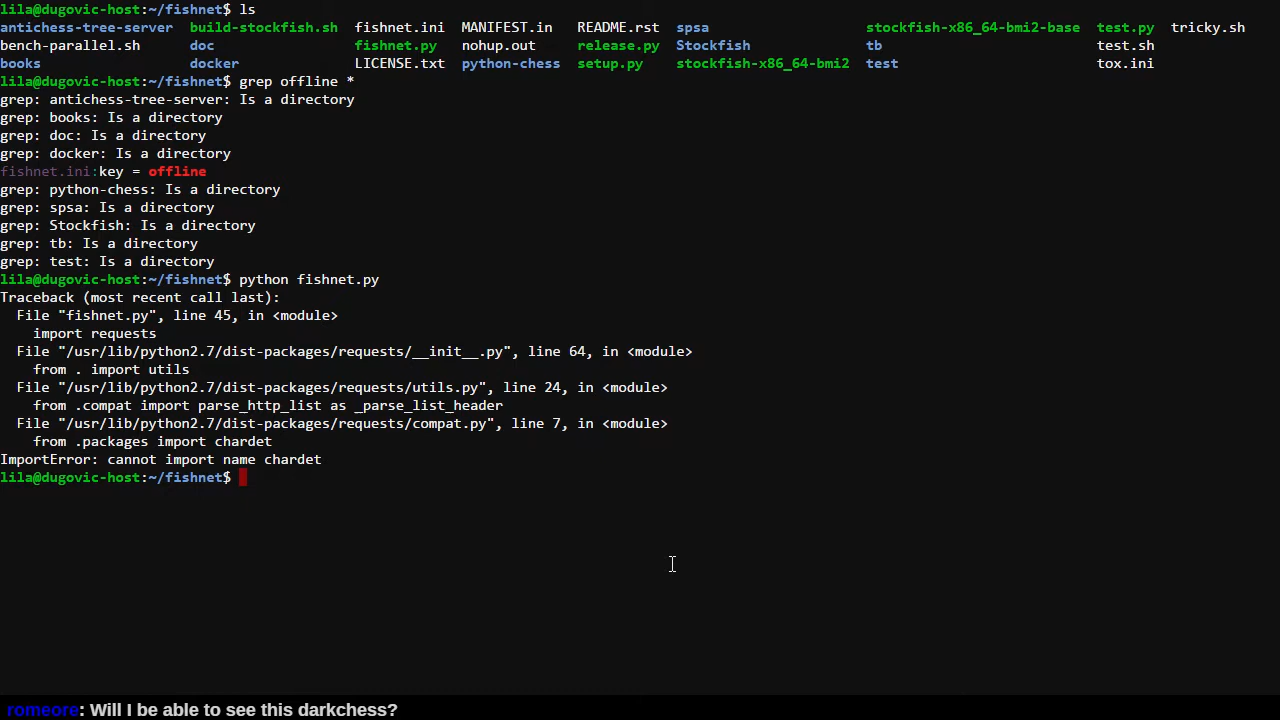 lila@dugovic-host:~/fishnet$ ls
antichess-tree-server build-stockfish.sh fishnet.ini MANIFEST.in README.rst spsa stockfish-x86_64-bmi2-base test.py tricky.sh
bench-parallel.sh doc fishnet.py nohup.out release.py Stockfish tb test.sh
books docker LICENSE.txt python-chess setup.py stockfish-x86_64-bmi2 test tox.ini
lila@dugovic-host:~/fishnet$ grep offline *
grep: antichess-tree-server: Is a directory
grep: books: Is a directory
grep: doc: Is a directory
grep: docker: Is a directory
fishnet.ini:key = offline
grep: python-chess: Is a directory
grep: spsa: Is a directory
grep: Stockfish: Is a directory
grep: tb: Is a directory
grep: test: Is a directory
lila@dugovic-host:~/fishnet$ python fishnet.py
Traceback (most recent call last):
  File "fishnet.py", line 45, in <module>
    import requests
  File "/usr/lib/python2.7/dist-packages/requests/__init__.py", line 64, in <module>
    from . import utils
  File "/usr/lib/python2.7/dist-packages/requests/utils.py", line 24, in <module>
    from .compat import parse_http_list as _parse_list_header
  File "/usr/lib/python2.7/dist-packages/requests/compat.py", line 7, in <module>
    from .packages import chardet
ImportError: cannot import name chardet
lila@dugovic-host:~/fishnet$
romeore: Will I be able to see this darkchess?